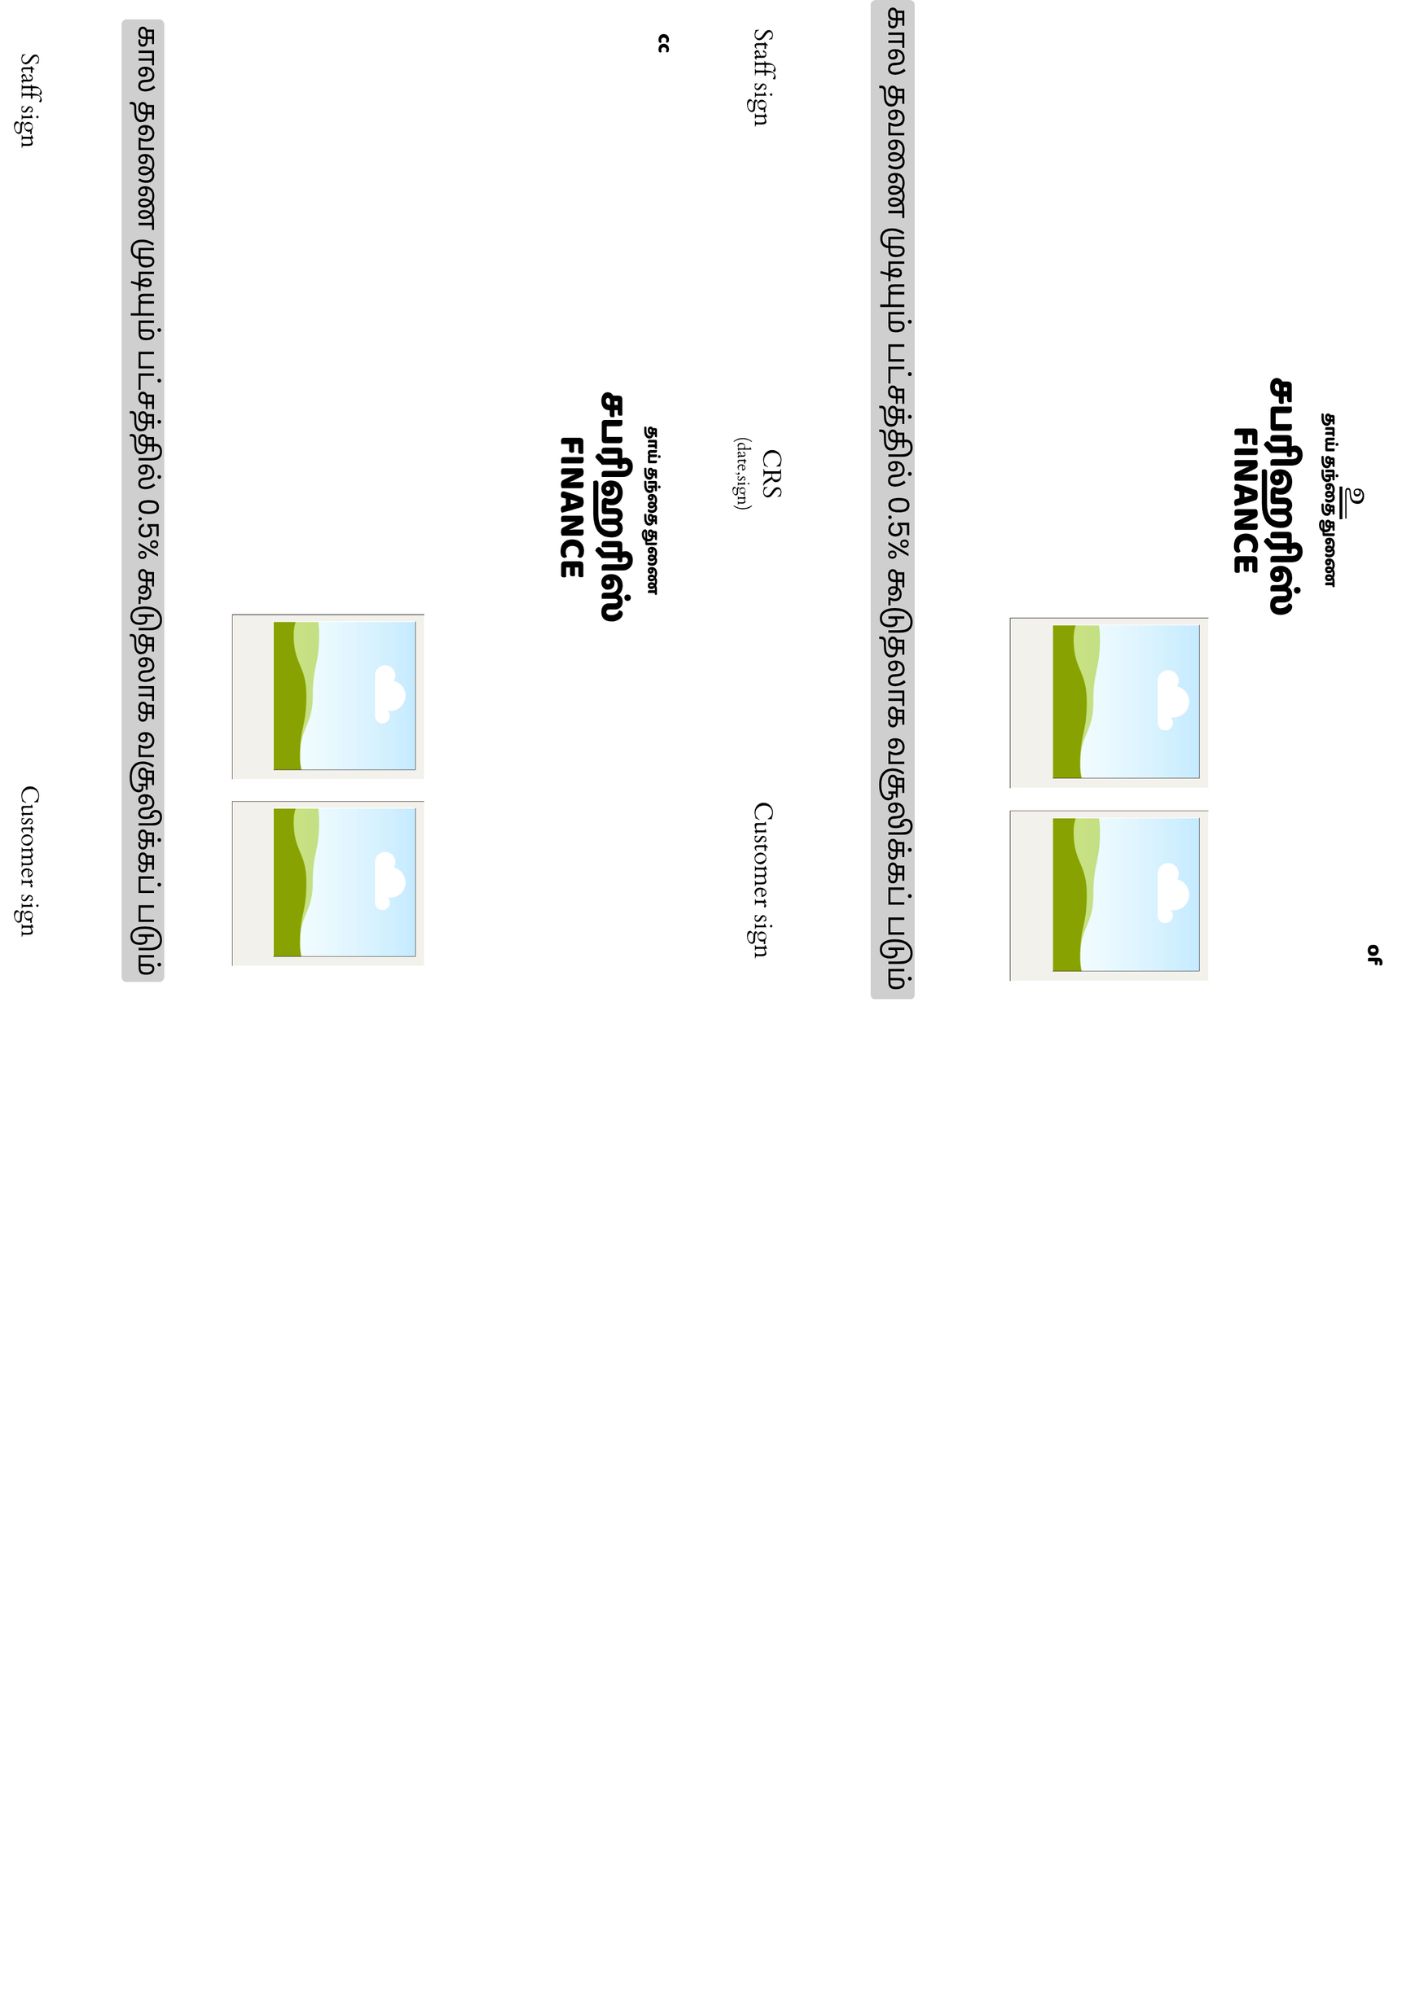 of
உ
தாய் தந்தை துணை
சபரிஹரிஸ்
FINANCE
கால தவணை முடியும் பட்சத்தில் 0.5% கூடுதலாக வசூலிக்கப் படும்
Staff sign
CRS
(date,sign)
Customer sign
cc
தாய் தந்தை துணை
சபரிஹரிஸ்
FINANCE
கால தவணை முடியும் பட்சத்தில் 0.5% கூடுதலாக வசூலிக்கப் படும்
Staff sign
Customer sign